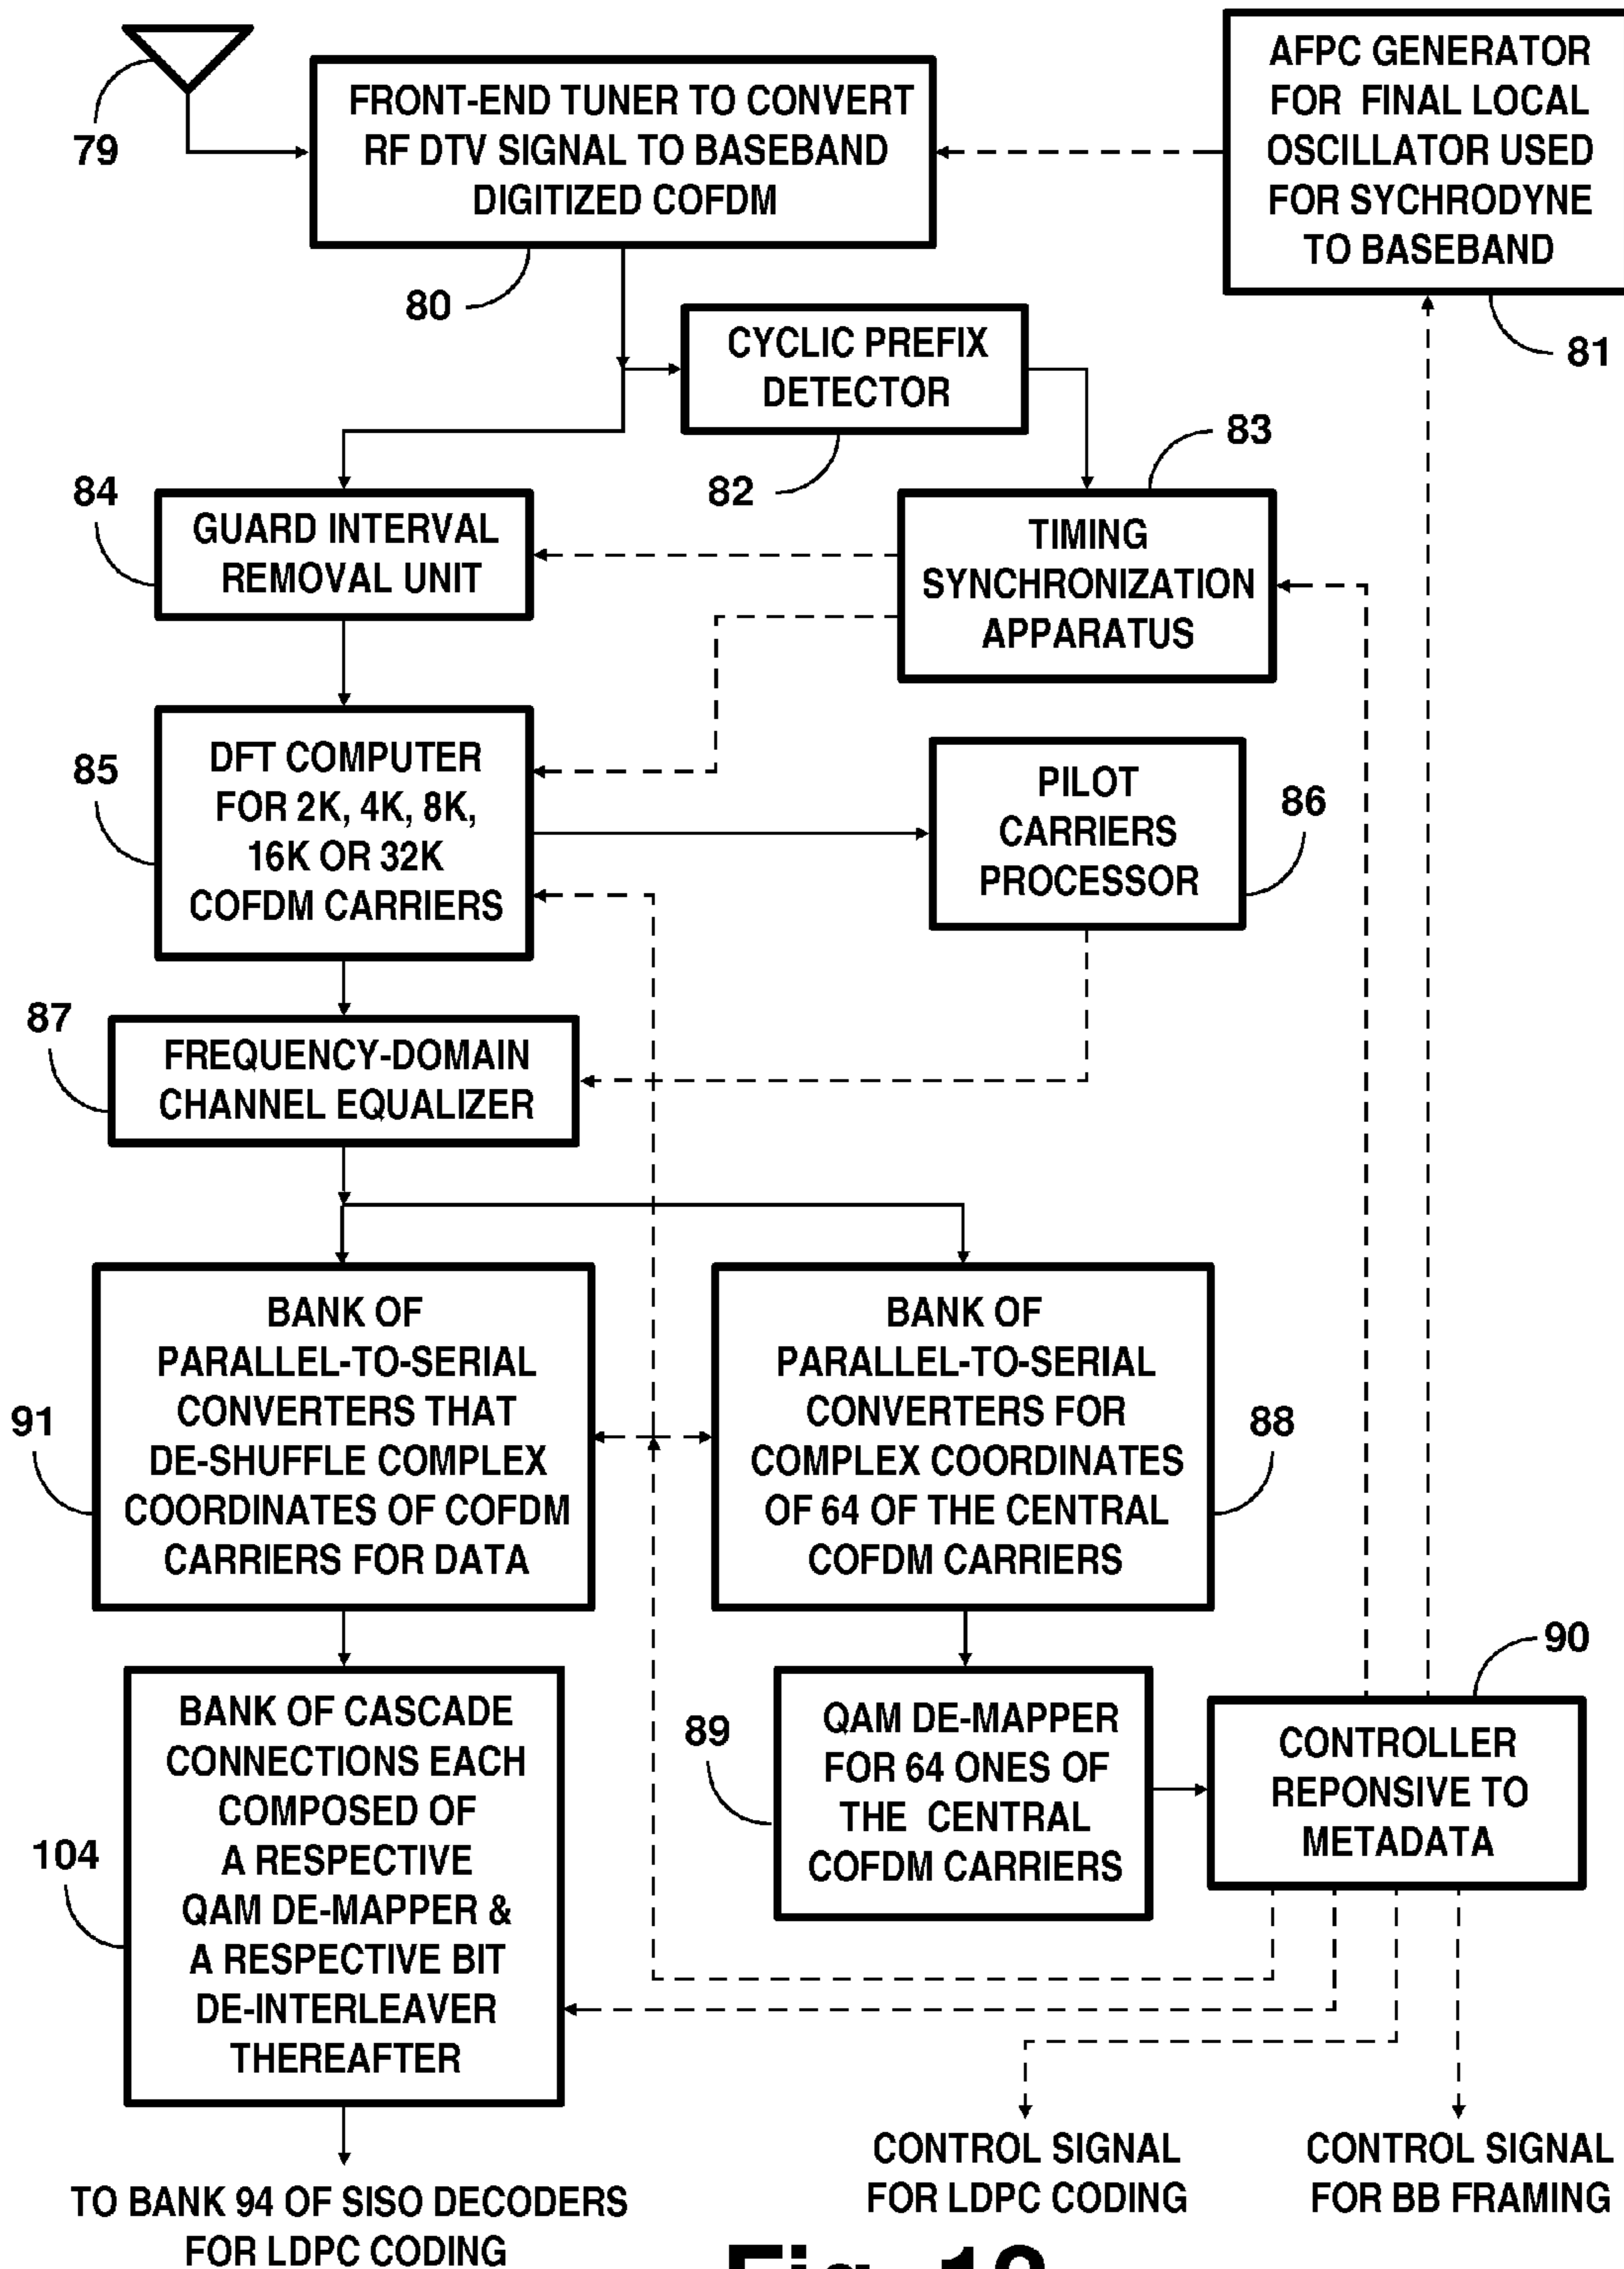 79
FRONT-END TUNER TO CONVERT
RF DTV SIGNAL TO BASEBAND
DIGITIZED COFDM
80
AFPC GENERATOR
FOR FINAL LOCAL
OSCILLATOR USED
FOR SYCHRODYNE
TO BASEBAND
81
CYCLIC PREFIX
DETECTOR
82
83
84
GUARD INTERVAL
REMOVAL UNIT
TIMING
SYNCHRONIZATION
APPARATUS
85
DFT COMPUTER
FOR 2K, 4K, 8K,
16K OR 32K
COFDM CARRIERS
PILOT
CARRIERS
PROCESSOR
86
87
FREQUENCY-DOMAIN
CHANNEL EQUALIZER
91
BANK OF
PARALLEL-TO-SERIAL
CONVERTERS THAT
DE-SHUFFLE COMPLEX
COORDINATES OF COFDM
CARRIERS FOR DATA
BANK OF
PARALLEL-TO-SERIAL
CONVERTERS FOR
COMPLEX COORDINATES
OF 64 OF THE CENTRAL
COFDM CARRIERS
88
104
BANK OF CASCADE
CONNECTIONS EACH
COMPOSED OF
A RESPECTIVE
QAM DE-MAPPER &
A RESPECTIVE BIT
DE-INTERLEAVER
THEREAFTER
89
QAM DE-MAPPER
FOR 64 ONES OF
THE CENTRAL
COFDM CARRIERS
90
CONTROLLER
REPONSIVE TO
METADATA
TO BANK 94 OF SISO DECODERS
FOR LDPC CODING
CONTROL SIGNAL
FOR LDPC CODING
CONTROL SIGNAL
FOR BB FRAMING